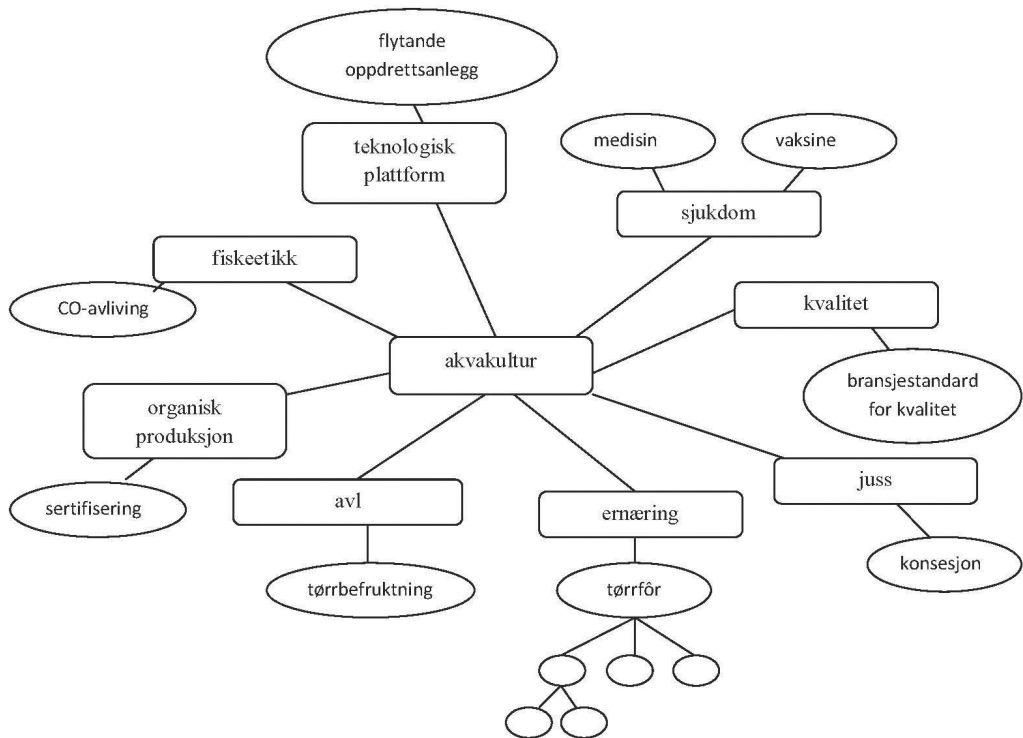 flytande
oppdrettsanlegg
teknologisk
plattform
medisin
vaksine
sjukdom
fiskeetikk
CO-avliving
kvalitet
bransjestandard
for kvalitet
akvakultur
organisk
produksjon
sertifisering
avl
tørrbefruktning
ernæring
tørrfôr
juss
konsesjon